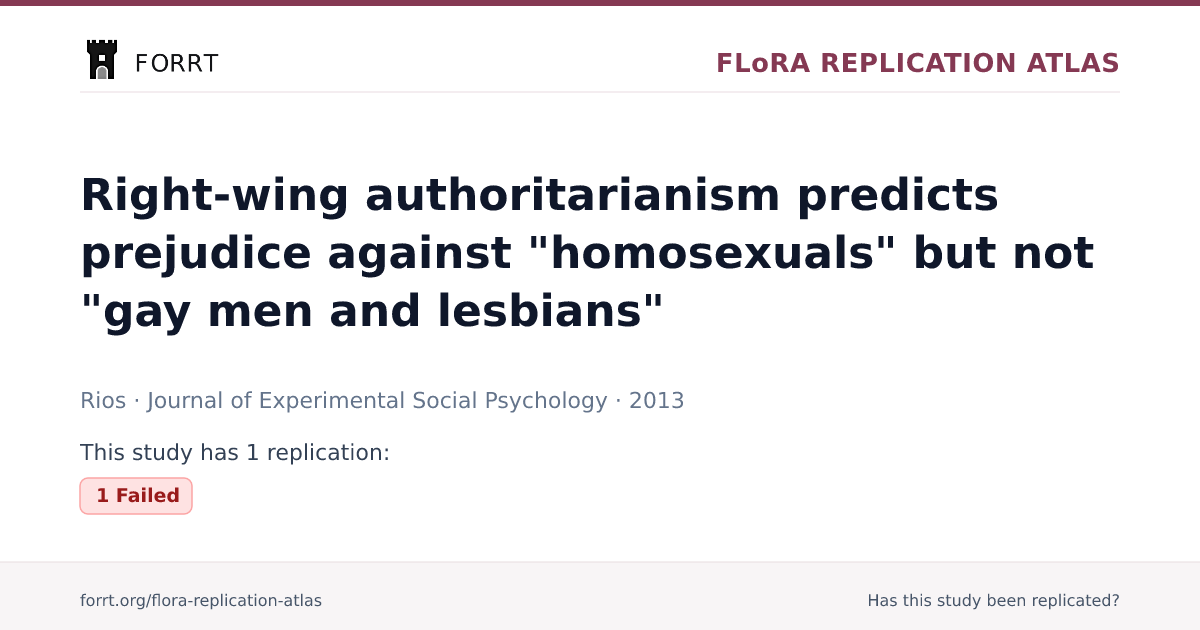 FORRT
FLoRA REPLICATION ATLAS
Right-wing authoritarianism predicts
prejudice against "homosexuals" but not
"gay men and lesbians"
Rios · Journal of Experimental Social Psychology · 2013
This study has 1 replication:
1 Failed
forrt.org/flora-replication-atlas
Has this study been replicated?